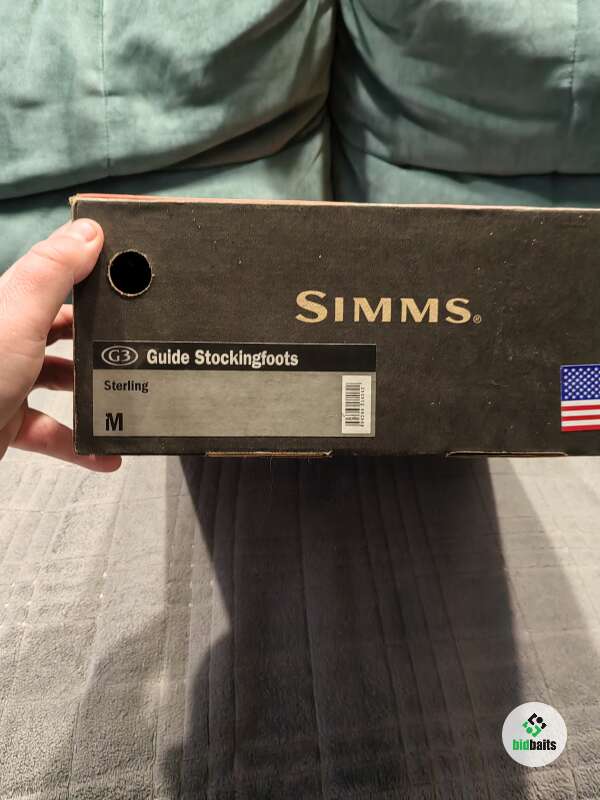 SIMMS®
G3 Guide Stockingfoots
Sterling
M
bidbaits